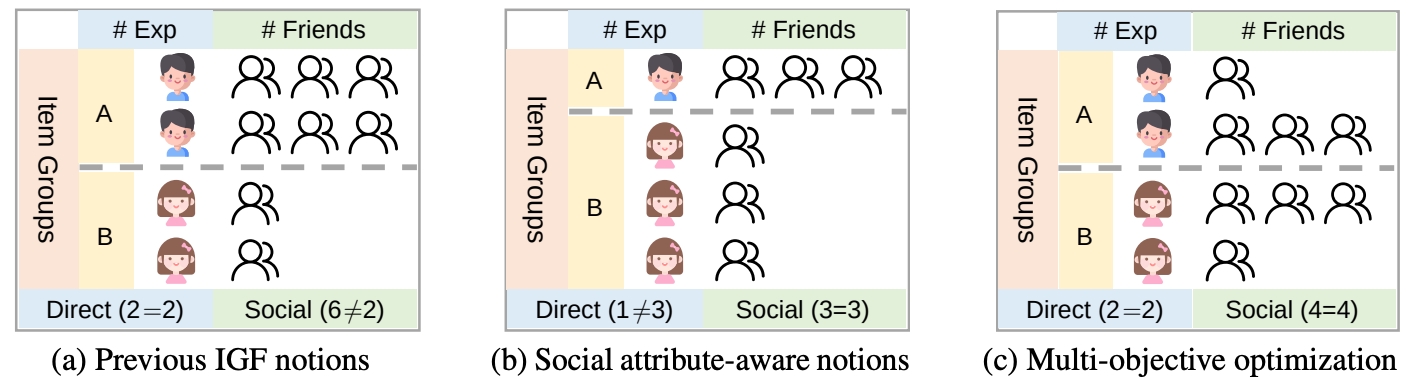 # Exp # Friends
Item Groups
A
B
Direct (2=2) Social (6≠2)
(a) Previous IGF notions
# Exp # Friends
Item Groups
A
B
Direct (1≠3) Social (3=3)
(b) Social attribute-aware notions
# Exp # Friends
Item Groups
A
B
Direct (2=2) Social (4=4)
(c) Multi-objective optimization